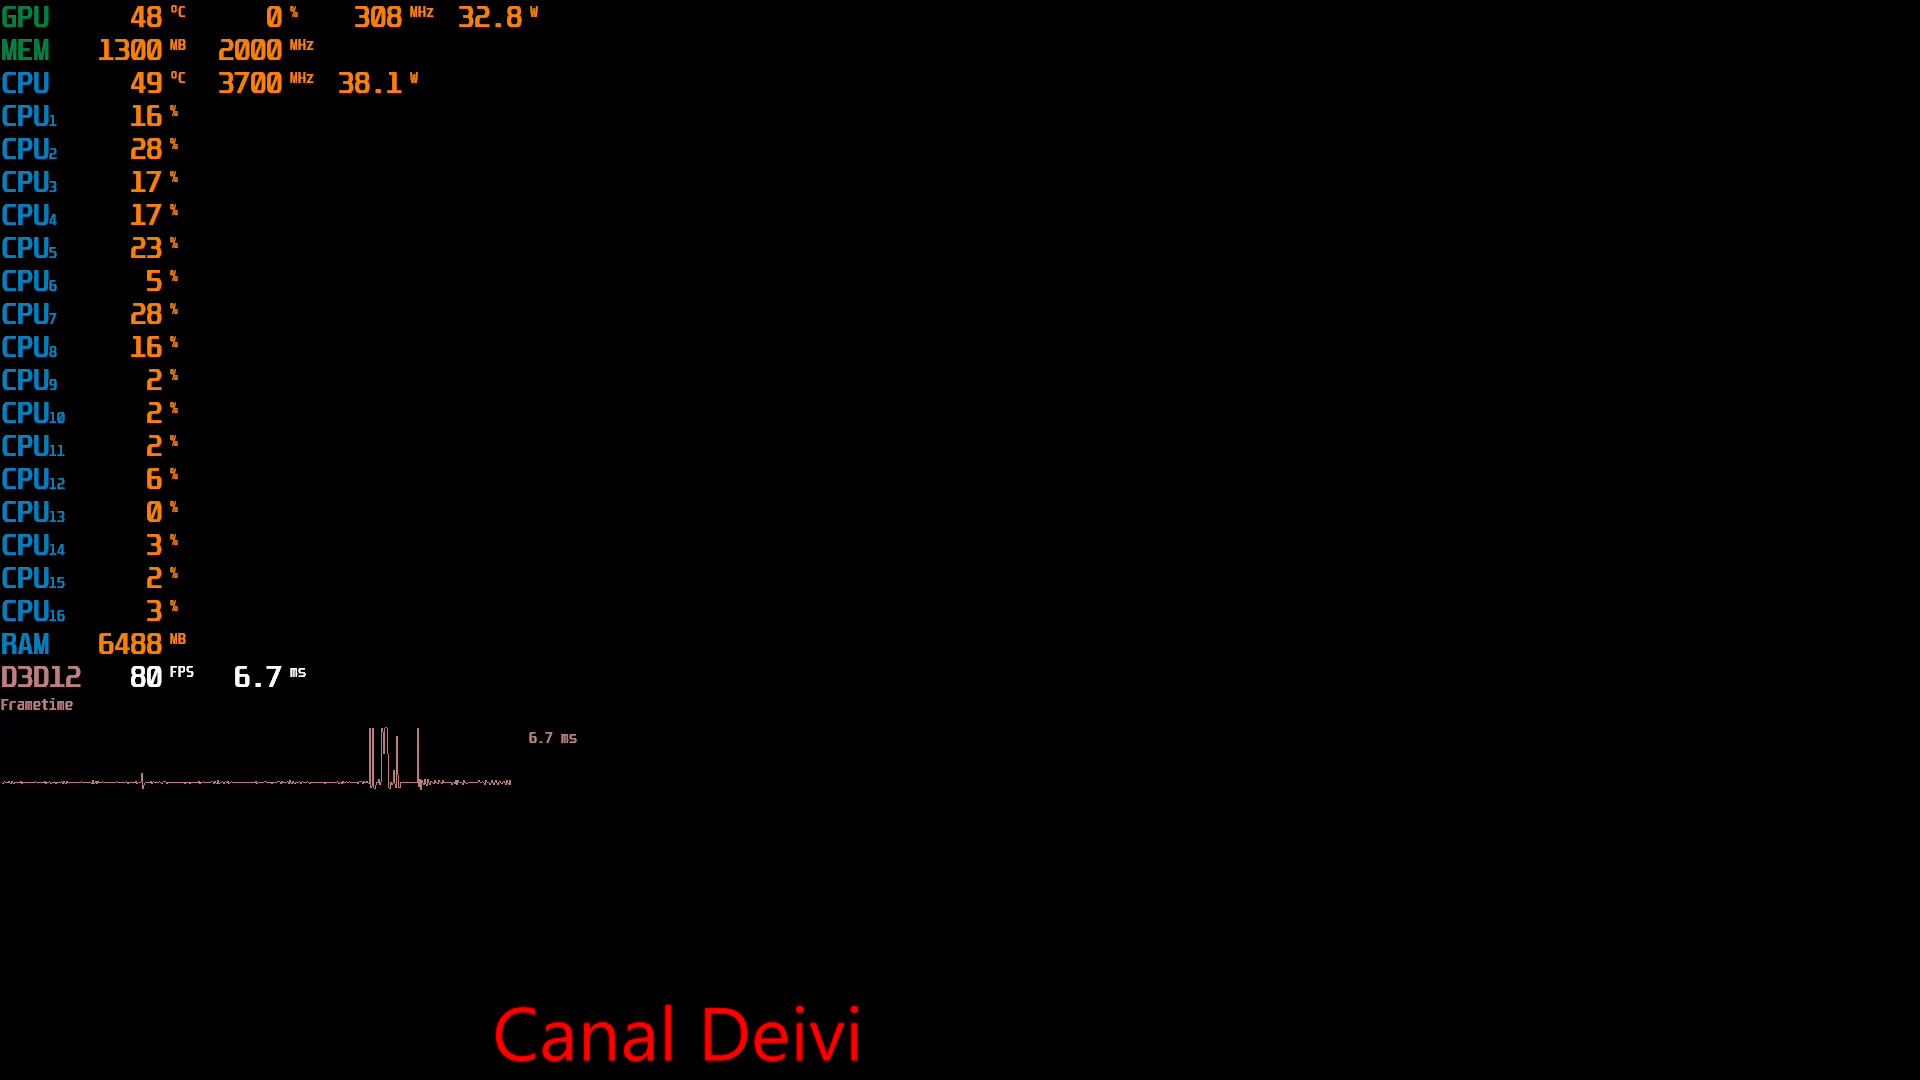 GPU 48 °C 0 % 308 MHz 32.8 W
MEM 1300 MB 2000 MHz
CPU 49 °C 3700 MHz 38.1 W
CPU1 16 %
CPU2 28 %
CPU3 17 %
CPU4 17 %
CPU5 23 %
CPU6 5 %
CPU7 28 %
CPU8 16 %
CPU9 2 %
CPU10 2 %
CPU11 2 %
CPU12 6 %
CPU13 0 %
CPU14 3 %
CPU15 2 %
CPU16 3 %
RAM 6488 MB
D3D12 80 FPS 6.7 ms
Frametime
6.7 ms
Canal Deivi